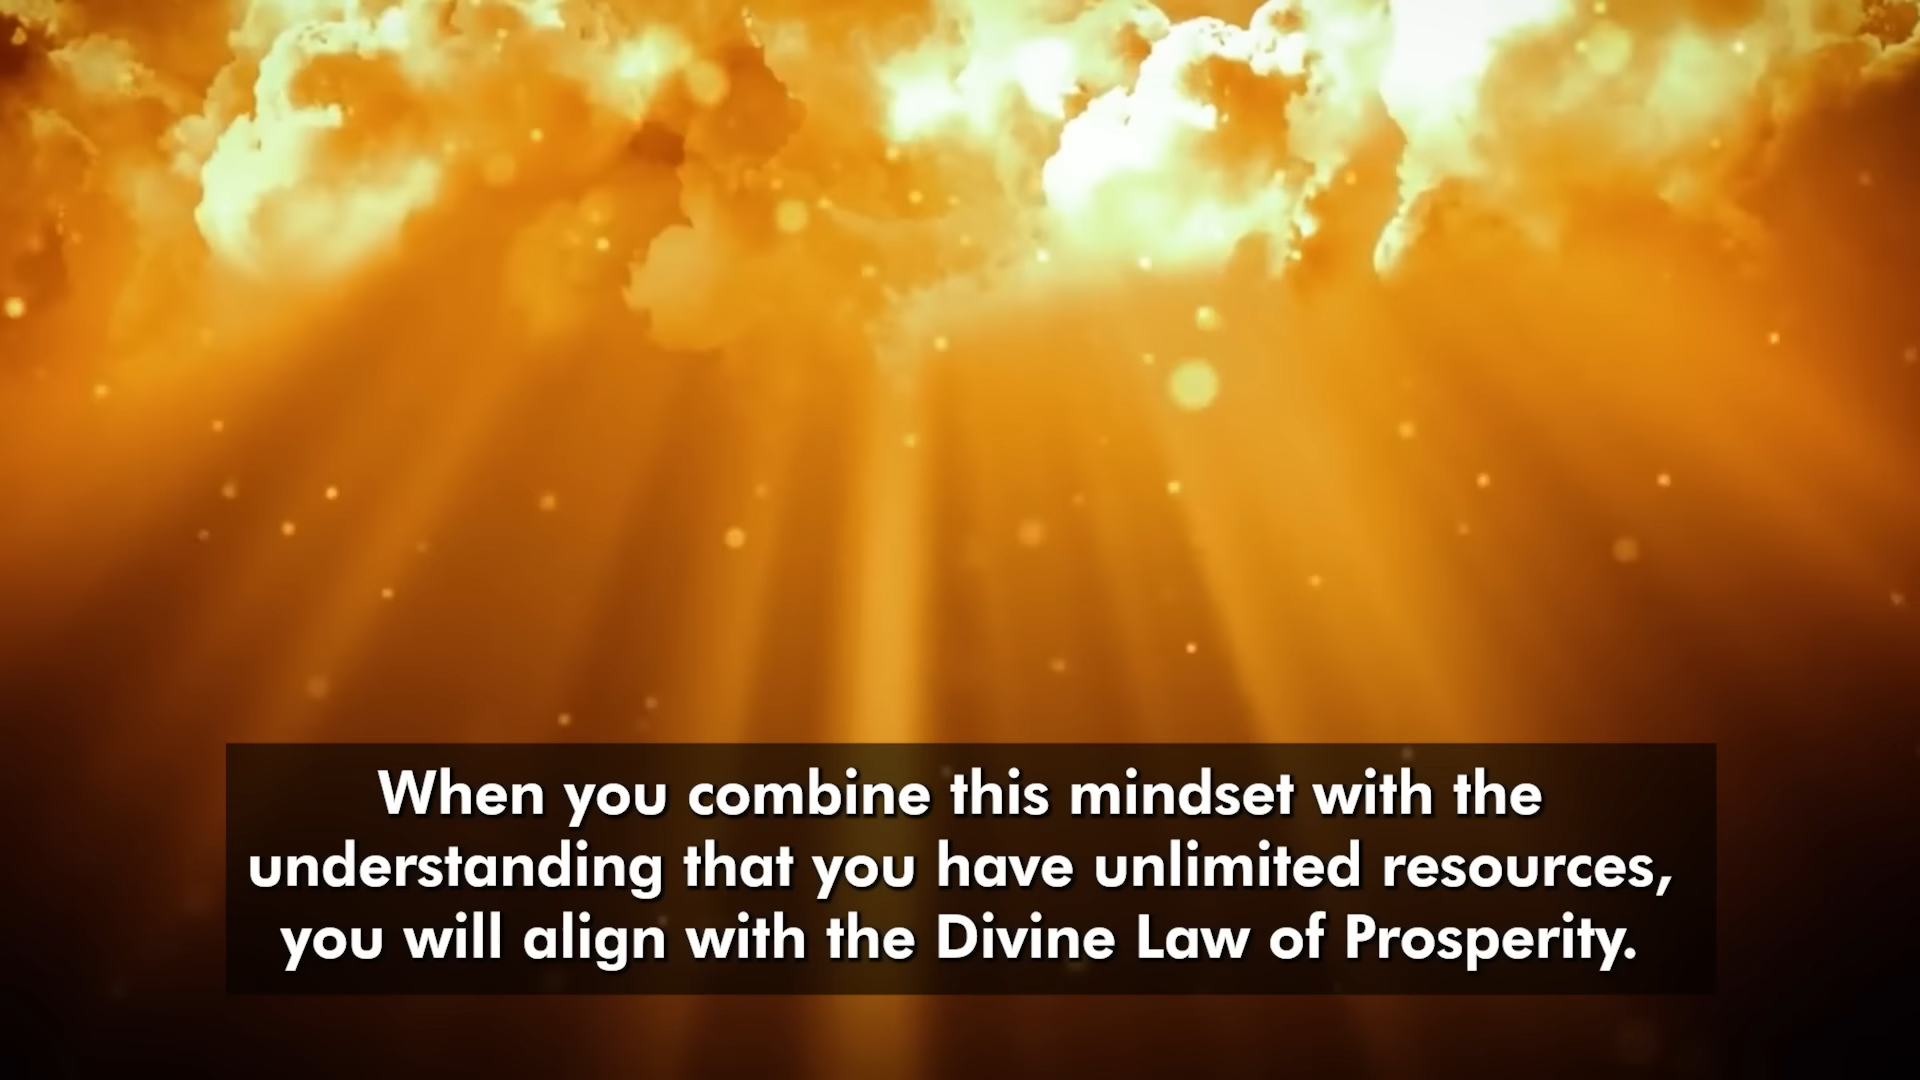 When you combine this mindset with the
understanding that you have unlimited resources,
you will align with the Divine Law of Prosperity.